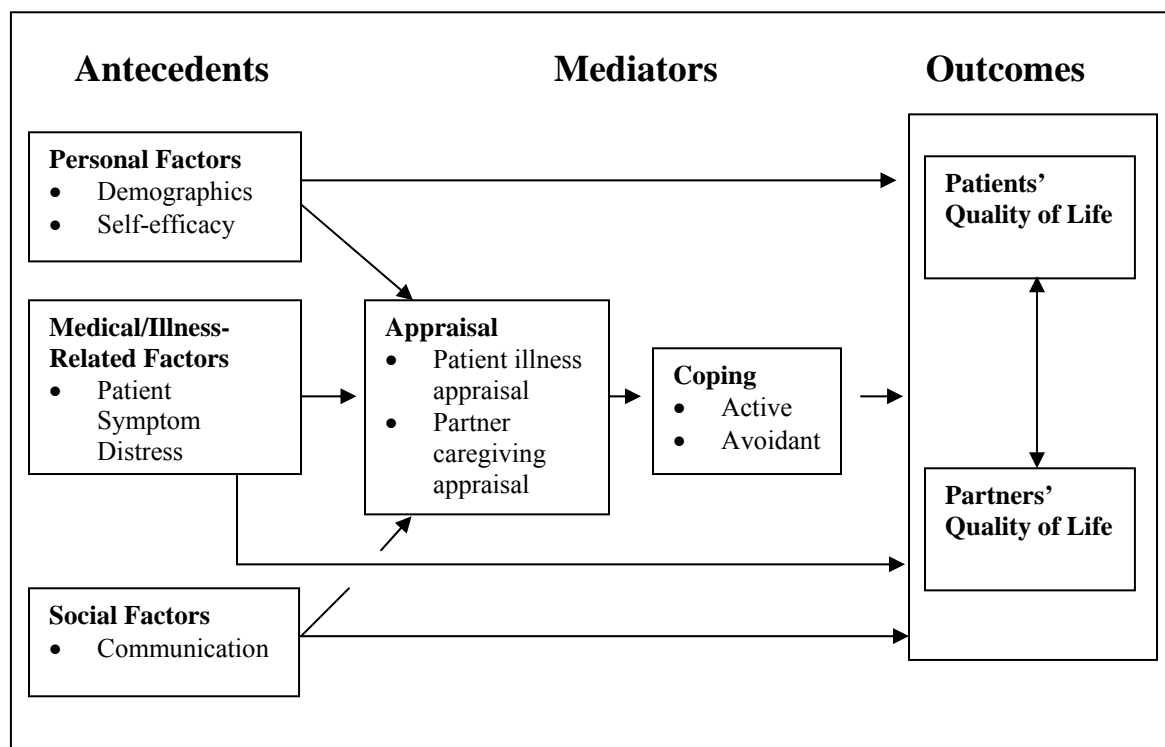 Antecedents
Mediators
Outcomes
Personal Factors
• Demographics
• Self-efficacy
Medical/Illness-
Related Factors
• Patient
Symptom
Distress
Social Factors
• Communication
Appraisal
• Patient illness
appraisal
• Partner
caregiving
appraisal
Coping
• Active
• Avoidant
Patients’
Quality of Life
Partners’
Quality of Life